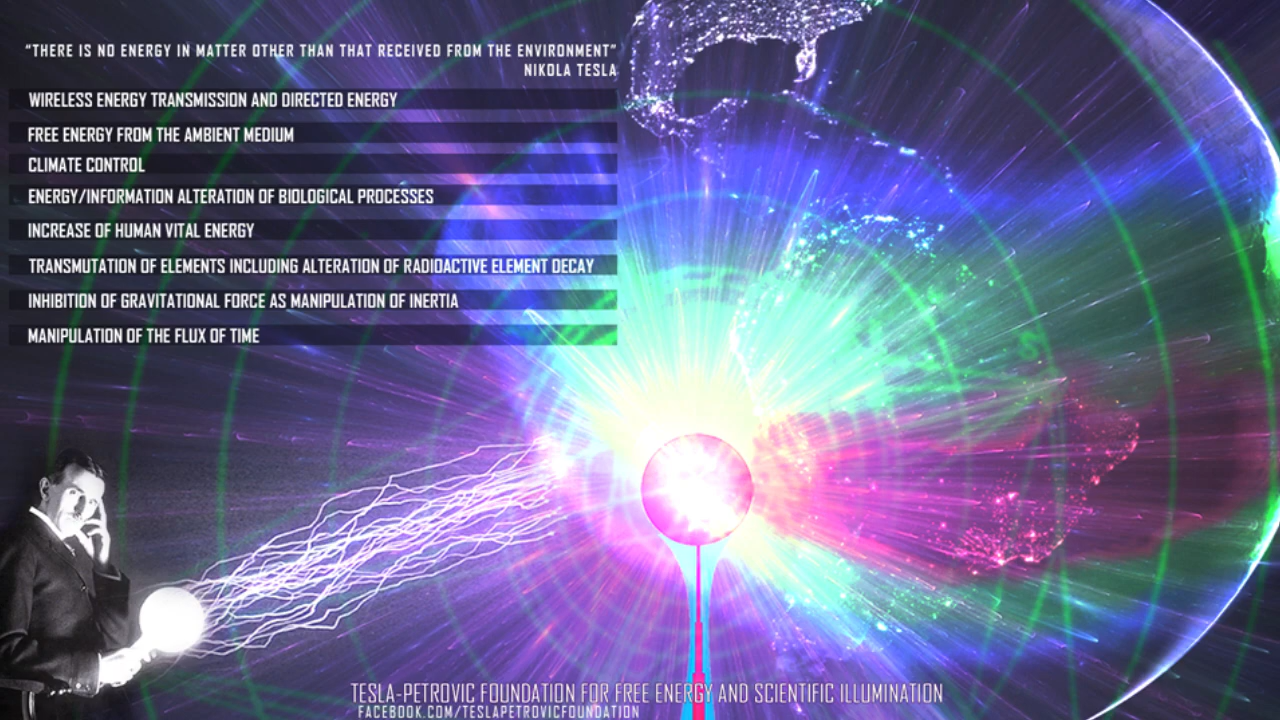 “THERE IS NO ENERGY IN MATTER OTHER THAN THAT RECEIVED FROM THE ENVIRONMENT”
NIKOLA TESLA
WIRELESS ENERGY TRANSMISSION AND DIRECTED ENERGY
FREE ENERGY FROM THE AMBIENT MEDIUM
CLIMATE CONTROL
ENERGY/INFORMATION ALTERATION OF BIOLOGICAL PROCESSES
INCREASE OF HUMAN VITAL ENERGY
TRANSMUTATION OF ELEMENTS INCLUDING ALTERATION OF RADIOACTIVE ELEMENT DECAY
INHIBITION OF GRAVITATIONAL FORCE AS MANIPULATION OF INERTIA
MANIPULATION OF THE FLUX OF TIME
TESLA-PETROVIC FOUNDATION FOR FREE ENERGY AND SCIENTIFIC ILLUMINATION
FACEBOOK.COM/TESLAPETROVICFOUNDATION